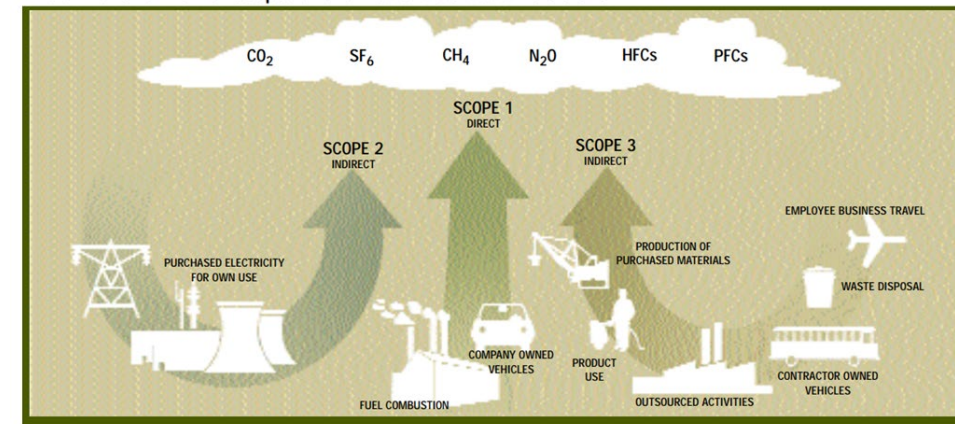 CO₂ SF₆ CH₄ N₂O HFCs PFCs
SCOPE 1
DIRECT
SCOPE 2
INDIRECT
SCOPE 3
INDIRECT
EMPLOYEE BUSINESS TRAVEL
PURCHASED ELECTRICITY
FOR OWN USE
PRODUCTION OF
PURCHASED MATERIALS
WASTE DISPOSAL
COMPANY OWNED
VEHICLES
PRODUCT
USE
CONTRACTOR OWNED
VEHICLES
FUEL COMBUSTION
OUTSOURCED ACTIVITIES